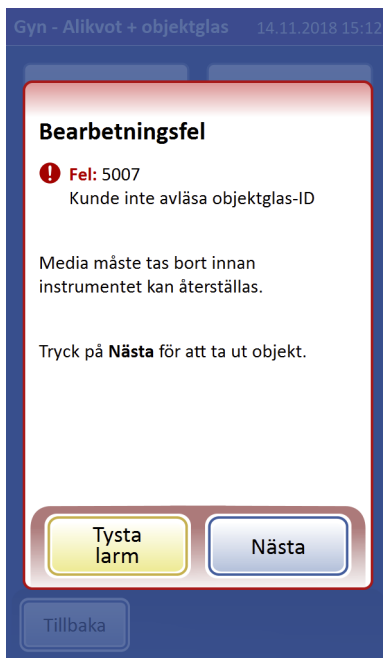 Gyn - Alikvot + objektglas 14.11.2018 15:12
Bearbetningsfel
Fel: 5007
Kunde inte avläsa objektglas-ID
Media måste tas bort innan
instrumentet kan återställas.
Tryck på Nästa för att ta ut objekt.
Tysta
larm
Nästa
Tillbaka